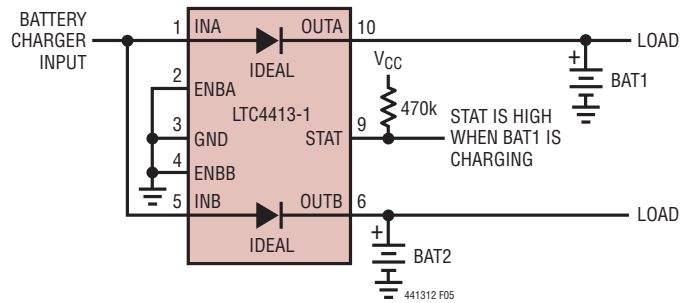 BATTERY
CHARGER
INPUT
1
INA
OUTA
10
LOAD
IDEAL
VCC
+
BAT1
2
ENBA
LTC4413-1
470k
3
GND
STAT
9
STAT IS HIGH
WHEN BAT1 IS
CHARGING
4
ENBB
5
INB
OUTB
6
LOAD
IDEAL
+
BAT2
441312 F05